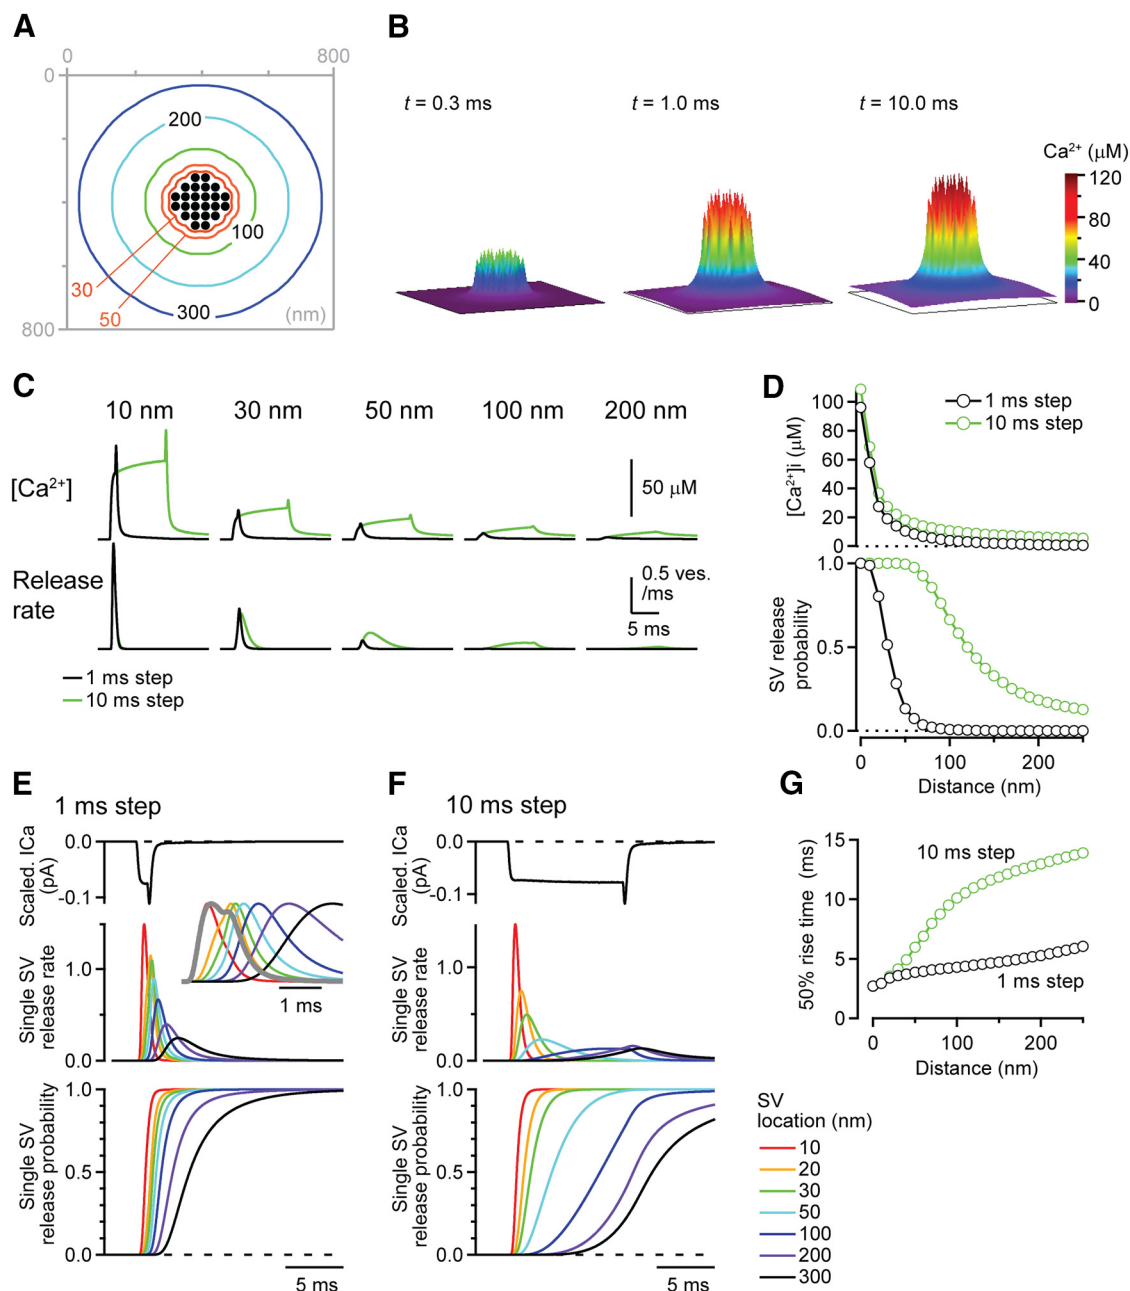 A
0
800
0
200
100
30
50
300
(nm)
800
B
t = 0.3 ms
t = 1.0 ms
t = 10.0 ms
Ca2+ (μM)
120
80
40
0
C
10 nm
30 nm
50 nm
100 nm
200 nm
[Ca2+]
50 μM
Release
rate
0.5 ves.
/ms
5 ms
1 ms step
10 ms step
D
1 ms step
10 ms step
[Ca2+]i (μM)
100
80
60
40
20
0
SV release
probability
1.0
0.5
0.0
0
100
200
Distance (nm)
E
1 ms step
Scaled. ICa
(pA)
0.0
-0.1
Single SV
release rate
1.0
0.0
1 ms
Single SV
release probability
1.0
0.5
0.0
5 ms
F
10 ms step
Scaled. ICa
(pA)
0.0
-0.1
Single SV
release rate
1.0
0.0
Single SV
release probability
1.0
0.5
0.0
5 ms
G
50% rise time (ms)
15
10
5
0
10 ms step
1 ms step
0
100
200
Distance (nm)
SV
location (nm)
10
20
30
50
100
200
300